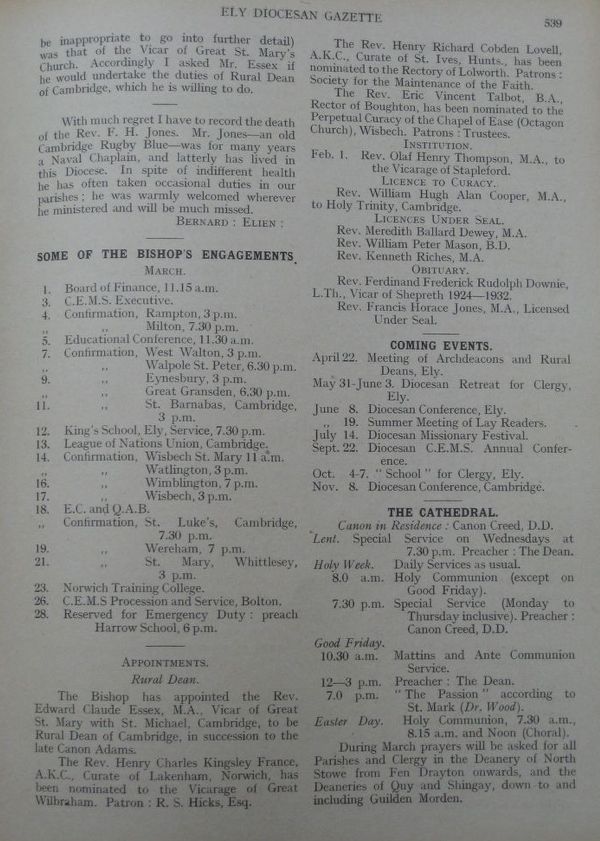 ELY DIOCESAN GAZETTE 539
be inappropriate to go into further detail)
was that of the Vicar of Great St. Mary's
Church. Accordingly I asked Mr. Essex if
he would undertake the duties of Rural Dean
of Cambridge, which he is willing to do.
With much regret I have to record the death
of the Rev. F. H. Jones. Mr. Jones—an old
Cambridge Rugby Blue—was for many years
a Naval Chaplain, and latterly has lived in
this Diocese. In spite of indifferent health
he has often taken occasional duties in our
parishes; he was warmly welcomed wherever
he ministered and will be much missed.
BERNARD : ELIEN :
SOME OF THE BISHOP'S ENGAGEMENTS.
MARCH.
1. Board of Finance, 11.15 a.m.
3. C.E.M.S. Executive.
4. Confirmation, Rampton, 3 p.m.
„ „ Milton, 7.30 p.m.
5. Educational Conference, 11.30 a.m.
7. Confirmation, West Walton, 3 p.m.
„ „ Walpole St. Peter, 6.30 p.m.
9. „ Eynesbury, 3 p.m.
„ „ Great Gransden, 6.30 p.m.
11. „ St. Barnabas, Cambridge,
3 p.m.
12. King's School, Ely, Service, 7.30 p.m.
13. League of Nations Union, Cambridge.
14. Confirmation, Wisbech St. Mary 11 a.m.
„ „ Watlington, 3 p.m.
16. „ Wimblington, 7 p.m.
17. „ Wisbech, 3 p.m.
18. E.C. and Q.A.B.
„ Confirmation, St. Luke's, Cambridge,
7.30 p.m.
19. „ Wereham, 7 p.m.
21. „ St. Mary, Whittlesey,
3 p.m.
23. Norwich Training College.
26. C.E.M.S Procession and Service, Bolton.
28. Reserved for Emergency Duty : preach
Harrow School, 6 p.m.
APPOINTMENTS.
Rural Dean.
The Bishop has appointed the Rev.
Edward Claude Essex, M.A., Vicar of Great
St. Mary with St. Michael, Cambridge, to be
Rural Dean of Cambridge, in succession to the
late Canon Adams.
The Rev. Henry Charles Kingsley France,
A.K.C., Curate of Lakenham, Norwich, has
been nominated to the Vicarage of Great
Wilbraham. Patron : R. S. Hicks, Esq.
The Rev. Henry Richard Cobden Lovell,
A.K.C., Curate of St. Ives, Hunts., has been
nominated to the Rectory of Lolworth. Patrons :
Society for the Maintenance of the Faith.
The Rev. Eric Vincent Talbot, B.A.,
Rector of Boughton, has been nominated to the
Perpetual Curacy of the Chapel of Ease (Octagon
Church), Wisbech. Patrons : Trustees.
INSTITUTION.
Feb. 1. Rev. Olaf Henry Thompson, M.A., to
the Vicarage of Stapleford.
LICENCE TO CURACY.
Rev. William Hugh Alan Cooper, M.A.,
to Holy Trinity, Cambridge.
LICENCES UNDER SEAL.
Rev. Meredith Ballard Dewey, M.A.
Rev. William Peter Mason, B.D.
Rev. Kenneth Riches, M.A.
OBITUARY.
Rev. Ferdinand Frederick Rudolph Downie,
L.Th., Vicar of Shepreth 1924—1932.
Rev. Francis Horace Jones, M.A., Licensed
Under Seal.
COMING EVENTS.
April 22. Meeting of Archdeacons and Rural
Deans, Ely.
May 31-June 3. Diocesan Retreat for Clergy,
Ely.
June 8. Diocesan Conference, Ely.
„ 19. Summer Meeting of Lay Readers.
July 14. Diocesan Missionary Festival.
Sept. 22. Diocesan C.E.M.S. Annual Confer-
ence.
Oct. 4-7. "School" for Clergy, Ely.
Nov. 8. Diocesan Conference, Cambridge.
THE CATHEDRAL.
Canon in Residence : Canon Creed, D.D.
Lent. Special Service on Wednesdays at
7.30 p.m. Preacher : The Dean.
Holy Week. Daily Services as usual.
8.0 a.m. Holy Communion (except on
Good Friday).
7.30 p.m. Special Service (Monday to
Thursday inclusive). Preacher :
Canon Creed, D.D.
Good Friday.
10.30 a.m. Mattins and Ante Communion
Service.
12—3 p.m. Preacher : The Dean.
7.0 p.m. "The Passion" according to
St. Mark (Dr. Wood).
Easter Day. Holy Communion, 7.30 a.m.,
8.15 a.m. and Noon (Choral).
During March prayers will be asked for all
Parishes and Clergy in the Deanery of North
Stowe from Fen Drayton onwards, and the
Deaneries of Quy and Shingay, down to and
including Guilden Morden.